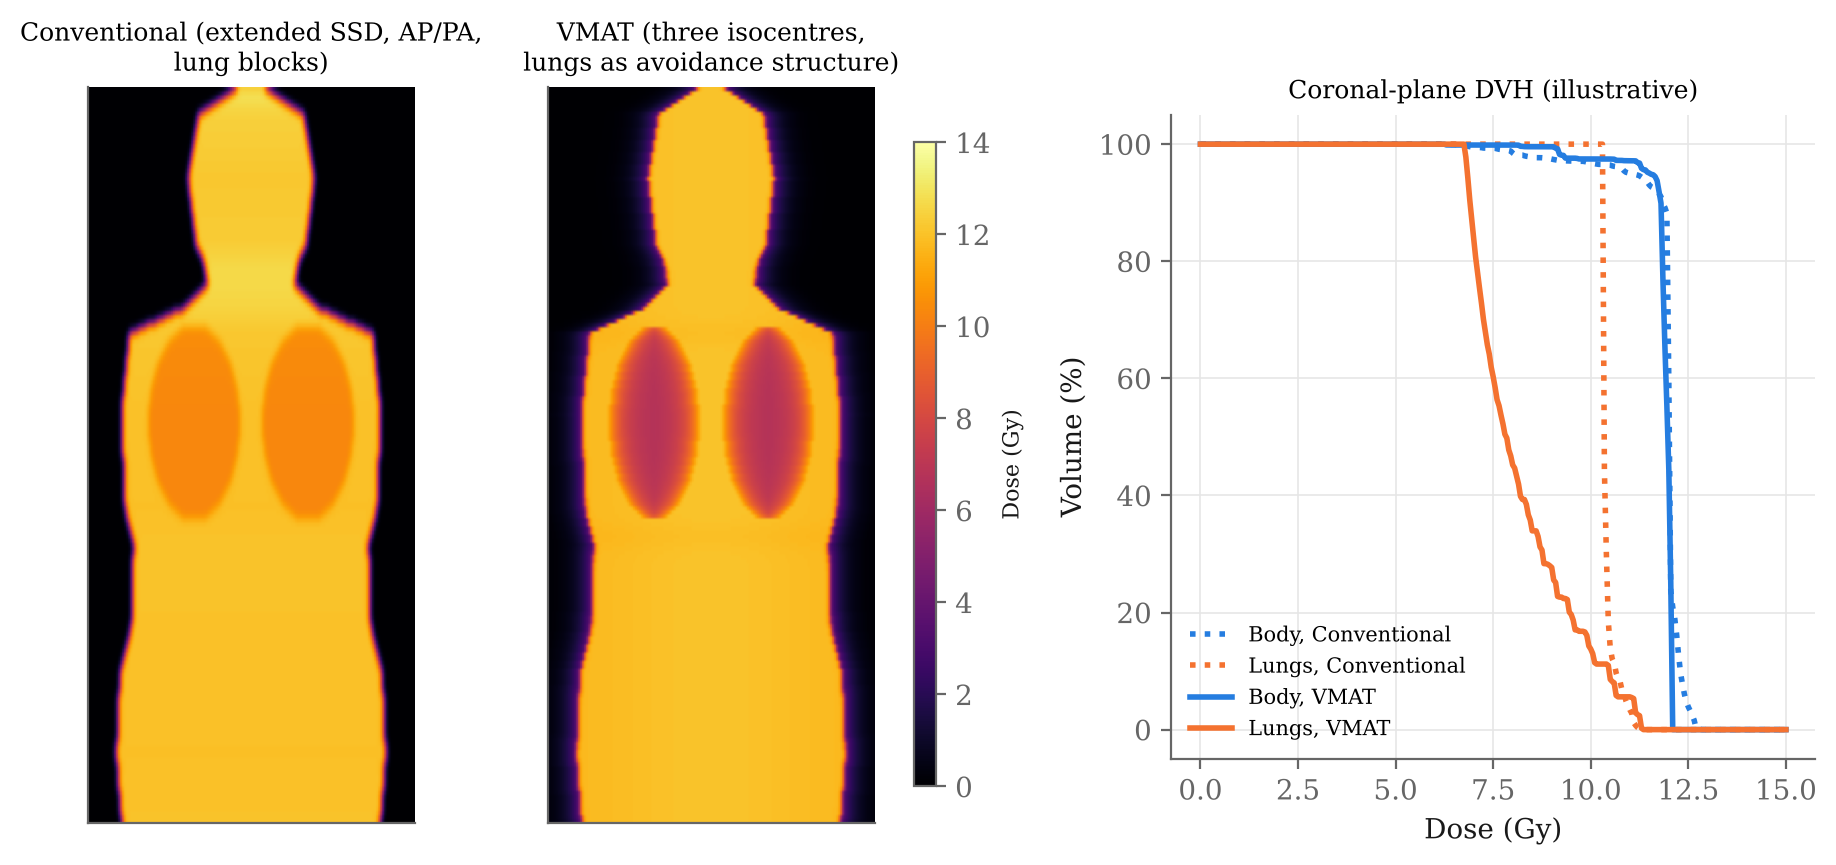 Conventional (extended SSD, AP/PA,
lung blocks)
VMAT (three isocentres,
lungs as avoidance structure)
14
12
10
8
6
4
2
0
Dose (Gy)
Coronal-plane DVH (illustrative)
100
80
60
40
20
0
Volume (%)
Body, Conventional
Lungs, Conventional
Body, VMAT
Lungs, VMAT
0.0 2.5 5.0 7.5 10.0 12.5 15.0
Dose (Gy)